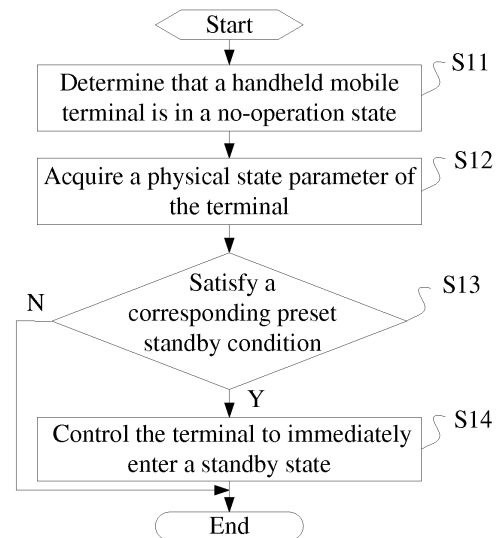 Start
S11
Determine that a handheld mobile
terminal is in a no-operation state
S12
Acquire a physical state parameter of
the terminal
S13
Satisfy a
corresponding preset
standby condition
N
Y
S14
Control the terminal to immediately
enter a standby state
End